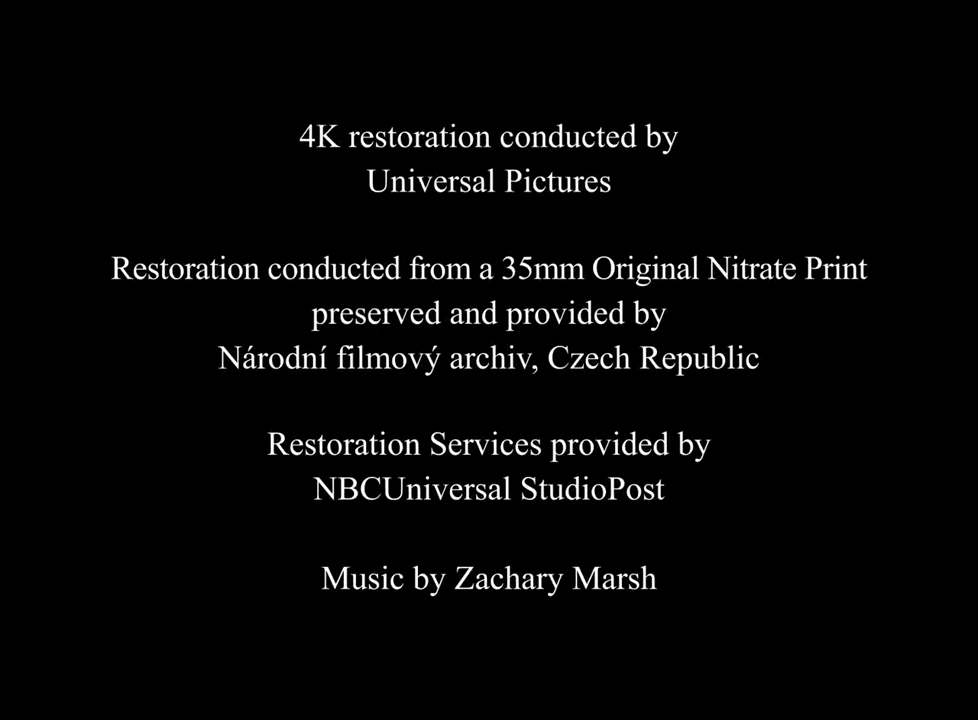 4K restoration conducted by
Universal Pictures
Restoration conducted from a 35mm Original Nitrate Print
preserved and provided by
Národní filmový archiv, Czech Republic
Restoration Services provided by
NBCUniversal StudioPost
Music by Zachary Marsh